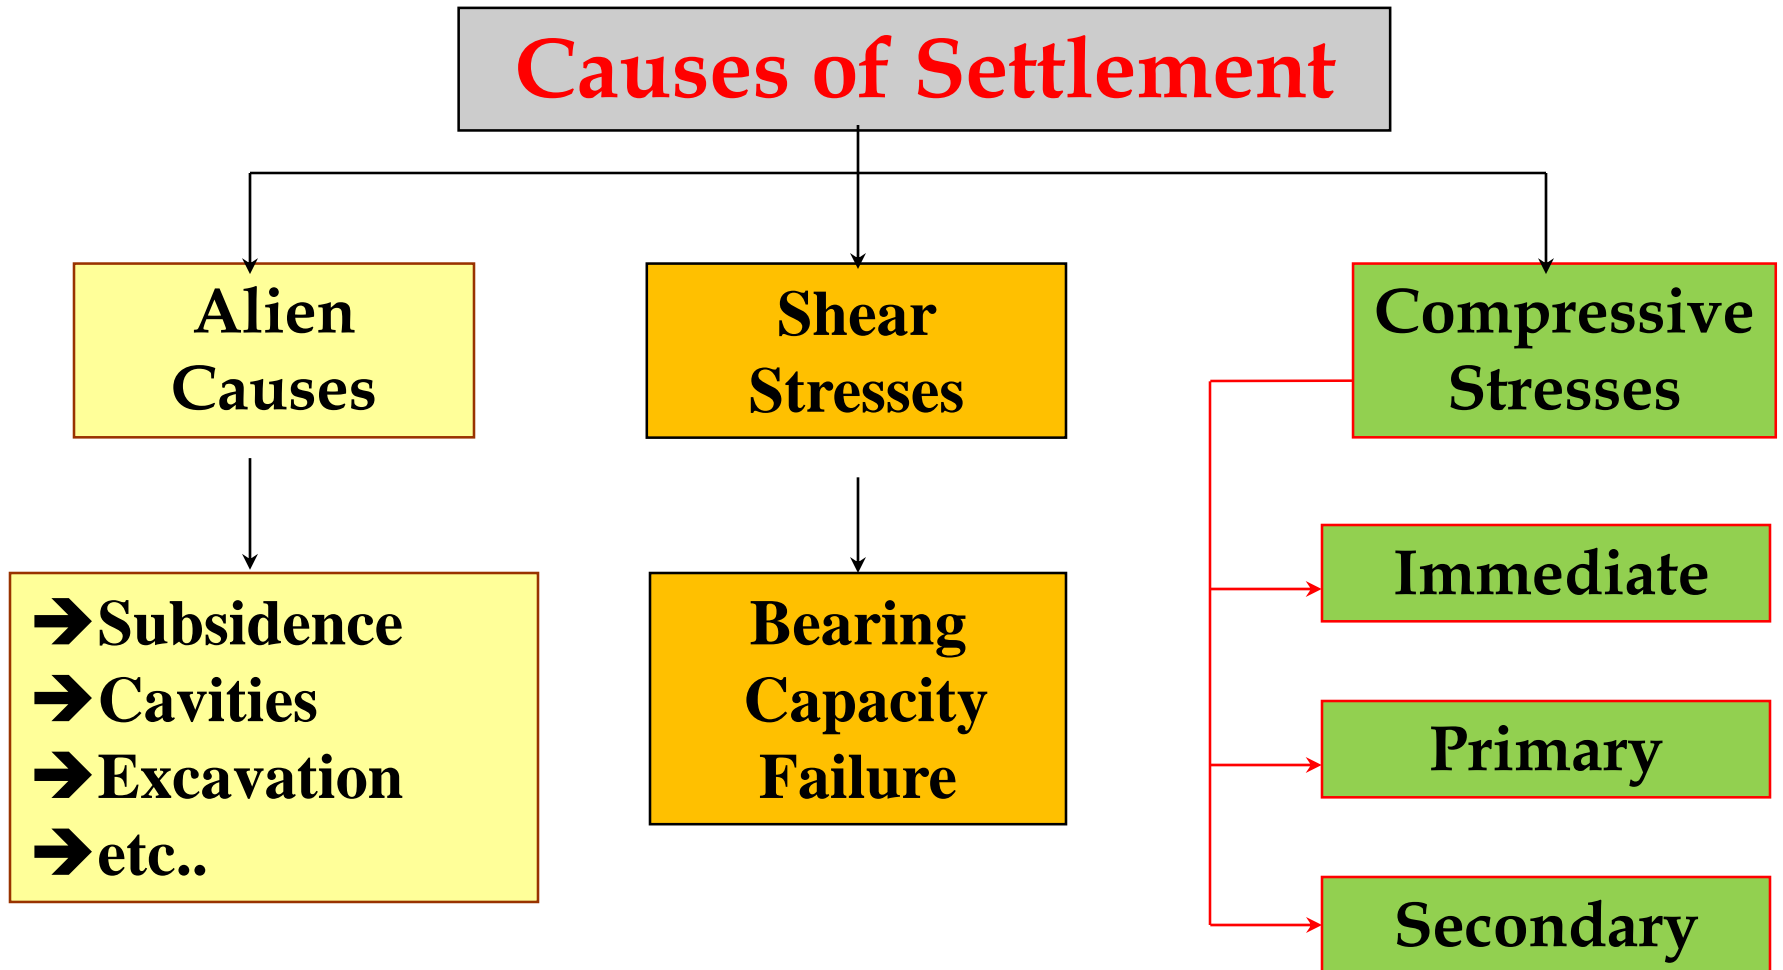 Causes of Settlement
Alien
Causes
Shear
Stresses
Compressive
Stresses
➔Subsidence
➔Cavities
➔Excavation
➔etc..
Bearing
Capacity
Failure
Immediate
Primary
Secondary